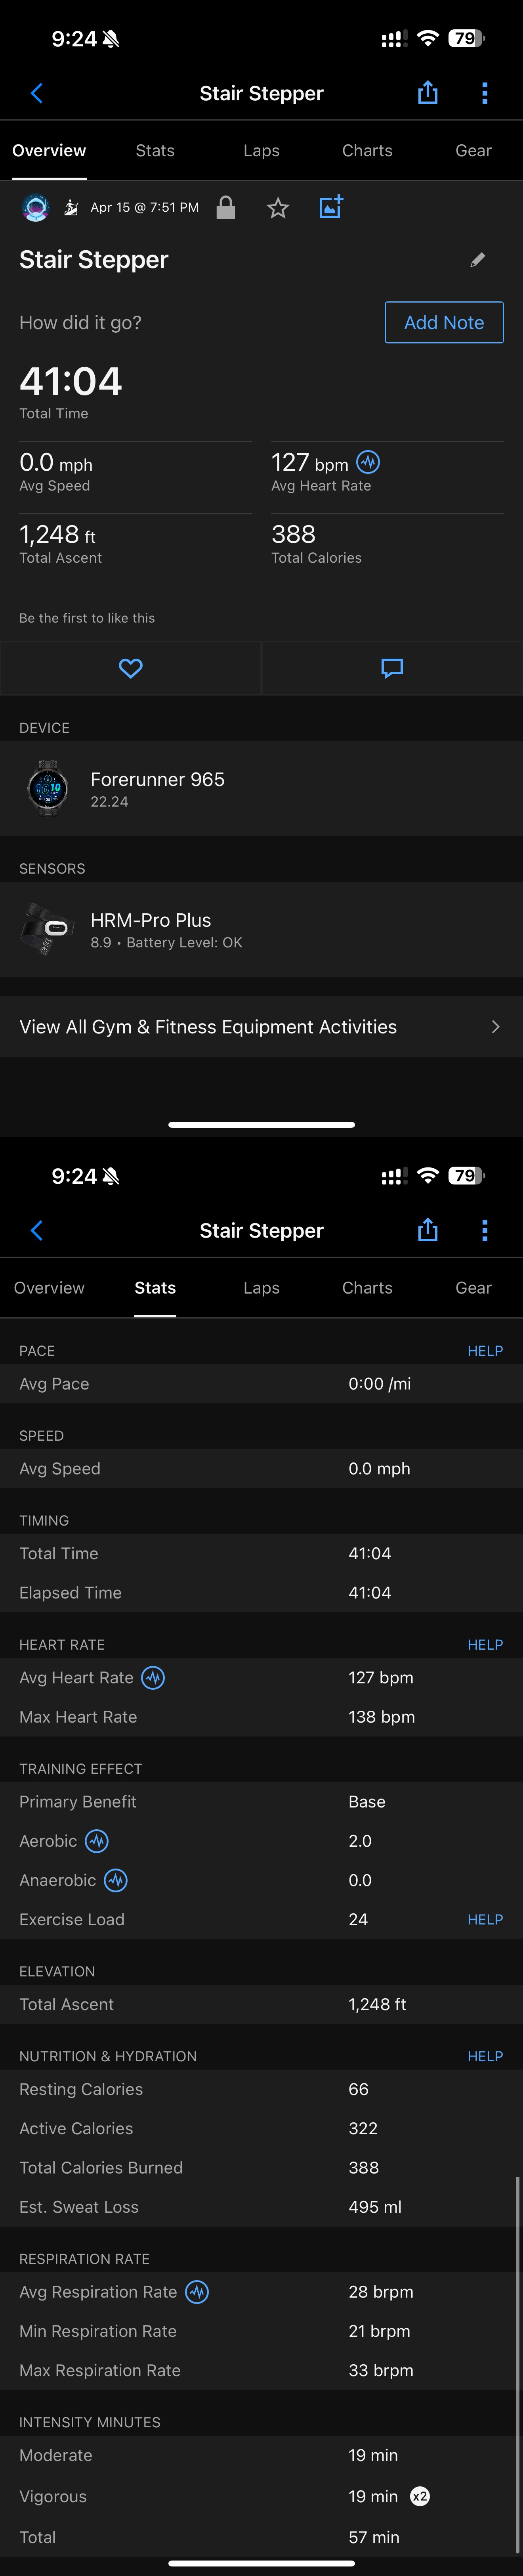 9:24
79
Stair Stepper
Overview Stats Laps Charts Gear
Apr 15 @ 7:51 PM
Stair Stepper
How did it go? Add Note
41:04
Total Time
0.0 mph 127 bpm
Avg Speed Avg Heart Rate
1,248 ft 388
Total Ascent Total Calories
Be the first to like this
DEVICE
Forerunner 965
22.24
SENSORS
HRM-Pro Plus
8.9 • Battery Level: OK
View All Gym & Fitness Equipment Activities
9:24
79
Stair Stepper
Overview Stats Laps Charts Gear
PACE HELP
Avg Pace 0:00 /mi
SPEED
Avg Speed 0.0 mph
TIMING
Total Time 41:04
Elapsed Time 41:04
HEART RATE HELP
Avg Heart Rate 127 bpm
Max Heart Rate 138 bpm
TRAINING EFFECT
Primary Benefit Base
Aerobic 2.0
Anaerobic 0.0
Exercise Load 24 HELP
ELEVATION
Total Ascent 1,248 ft
NUTRITION & HYDRATION HELP
Resting Calories 66
Active Calories 322
Total Calories Burned 388
Est. Sweat Loss 495 ml
RESPIRATION RATE
Avg Respiration Rate 28 brpm
Min Respiration Rate 21 brpm
Max Respiration Rate 33 brpm
INTENSITY MINUTES
Moderate 19 min
Vigorous 19 min x2
Total 57 min